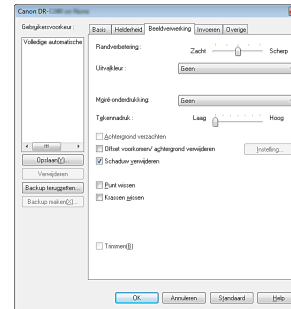 Canon DR-
Gebruikersvoorkeur :
Volledige automatische
Opslaan(Y)...
Verwijderen
Backup terugzetten...
Backup maken(X)...
Basis Helderheid Beeldverwerking Invoeren Overige
Randverbetering :
Zacht Scherp
Uitvalkleur :
Geen
Moiré-onderdrukking:
Geen
Tekennadruk :
Laag Hoog
Achtergrond verzachten
Offset voorkomen/ achtergrond verwijderen
Instelling...
Schaduw verwijderen
Punt wissen
Krassen wissen
Trimmen(B)
OK Annuleren Standaard Help